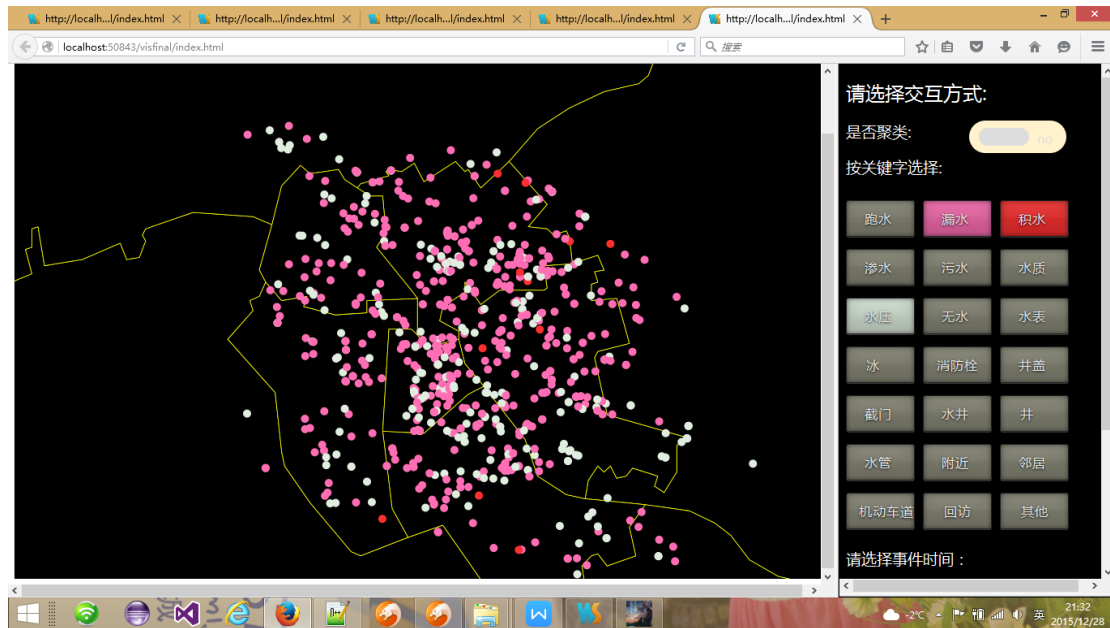 http://localh...l/index.html
http://localh...l/index.html
http://localh...l/index.html
http://localh...l/index.html
http://localh...l/index.html
localhost:50843/visfinal/index.html
搜索
请选择交互方式:
是否聚类:
no
按关键字选择:
跑水 漏水 积水
渗水 污水 水质
水压 无水 水表
冰 消防栓 井盖
截门 水井 井
水管 附近 邻居
机动车道 回访 其他
请选择事件时间：
-2℃
英
21:32
2015/12/28